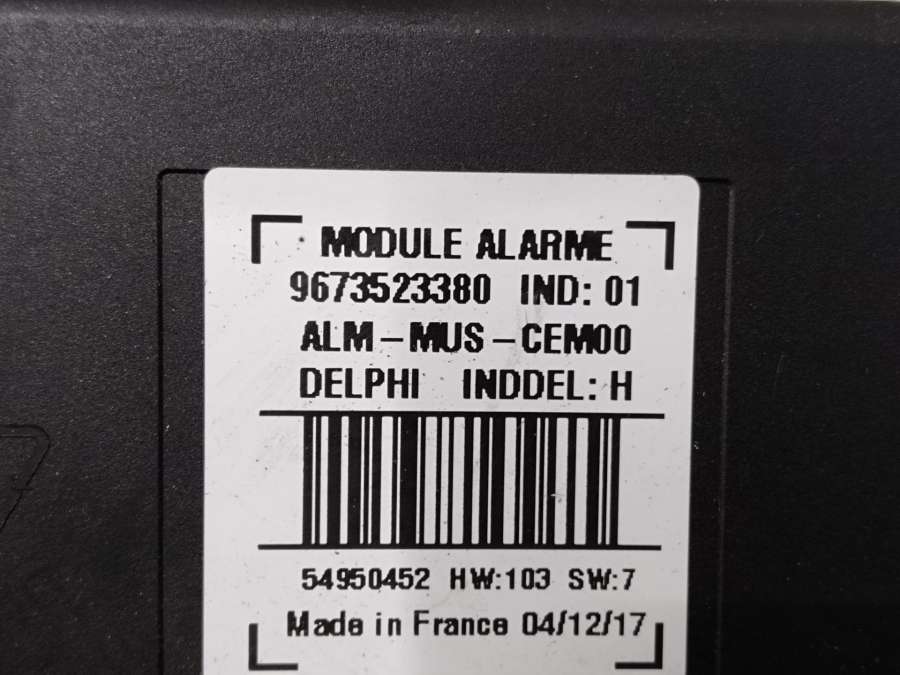 MODULE ALARME
9673523380 IND: 01
ALM-MUS-CEM00
DELPHI INDDEL: H
54950452 HW:103 SW:7
Made in France 04/12/17